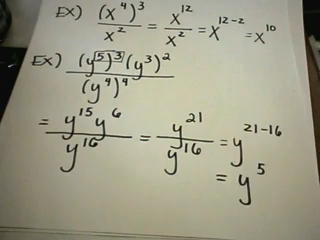 EX) (x⁴)³/x² = x¹²/x² = x¹²⁻² = x¹⁰
EX) (y⁵)³(y³)²/(y⁴)⁴
= y¹⁵y⁶/y¹⁶ = y²¹/y¹⁶ = y²¹⁻¹⁶
= y⁵